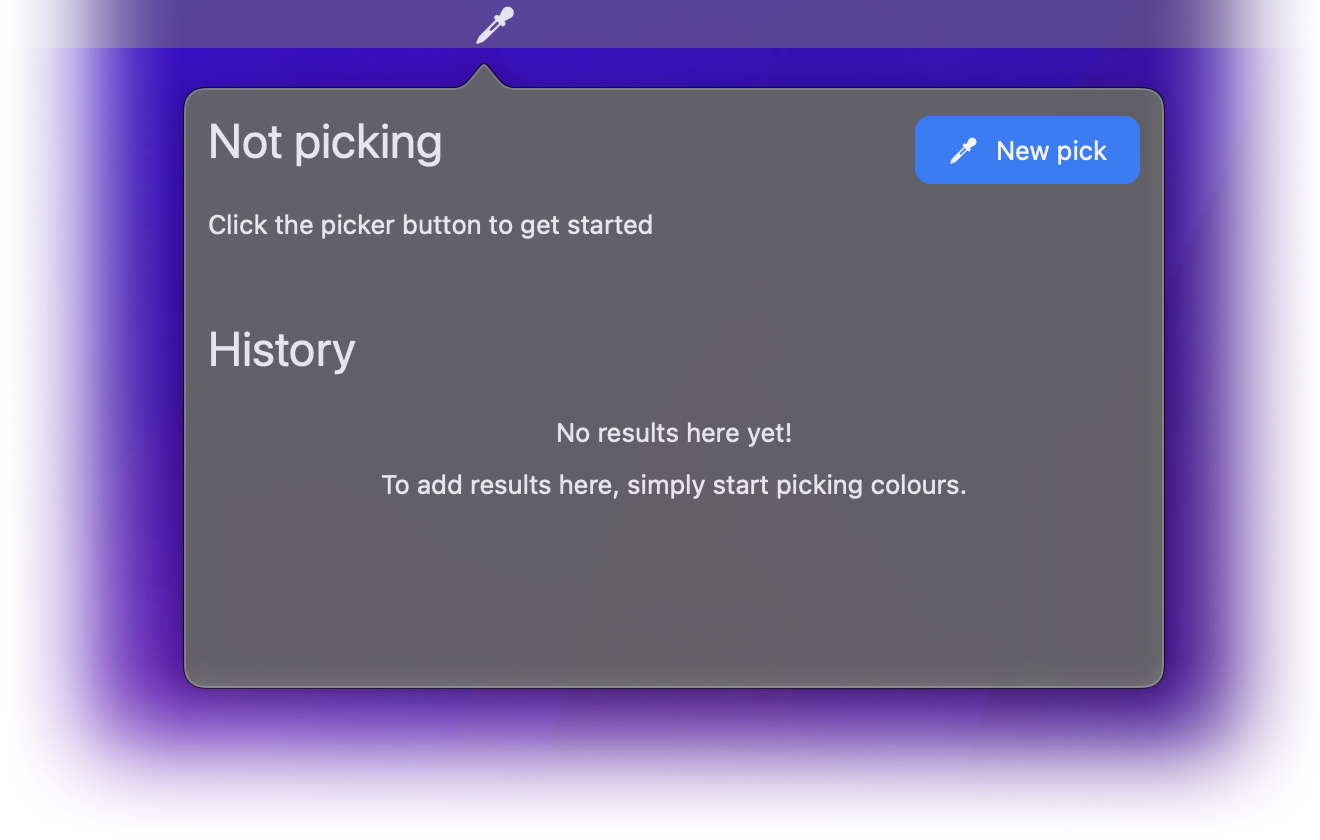 Not picking
New pick
Click the picker button to get started
History
No results here yet!
To add results here, simply start picking colours.